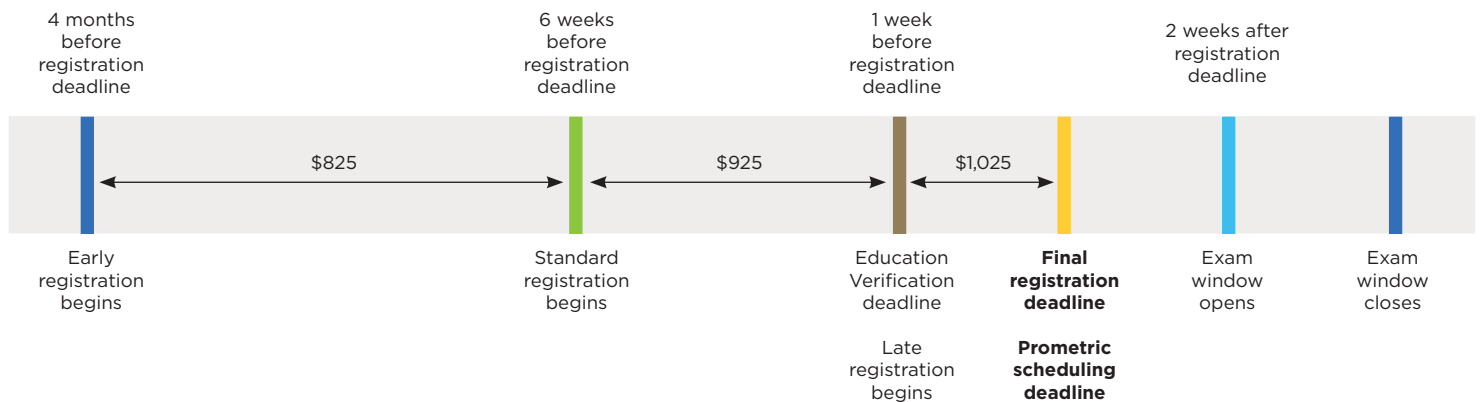 4 months
before
registration
deadline
6 weeks
before
registration
deadline
1 week
before
registration
deadline
2 weeks after
registration
deadline
$825
$925
$1,025
Early
registration
begins
Standard
registration
begins
Education
Verification
deadline
Late
registration
begins
Final
registration
deadline
Prometric
scheduling
deadline
Exam
window
opens
Exam
window
closes